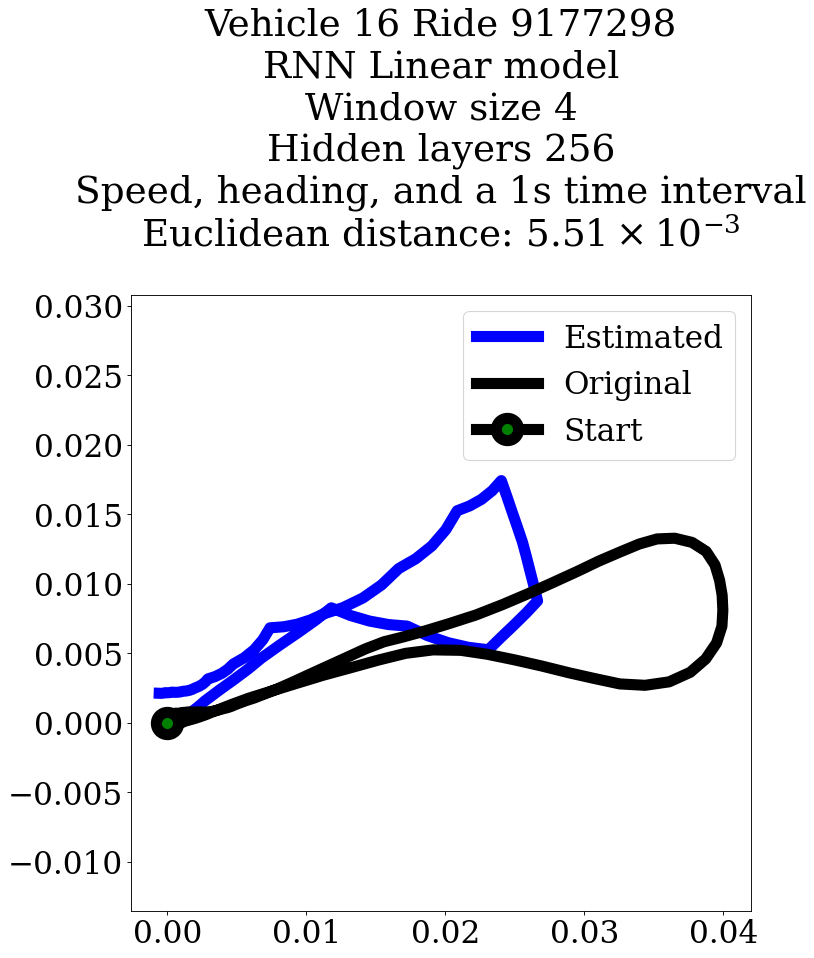 Vehicle 16 Ride 9177298
RNN Linear model
Window size 4
Hidden layers 256
Speed, heading, and a 1s time interval
Euclidean distance: 5.51 × 10⁻³
0.030
0.025
0.020
0.015
0.010
0.005
0.000
−0.005
−0.010
Estimated
Original
Start
0.00 0.01 0.02 0.03 0.04